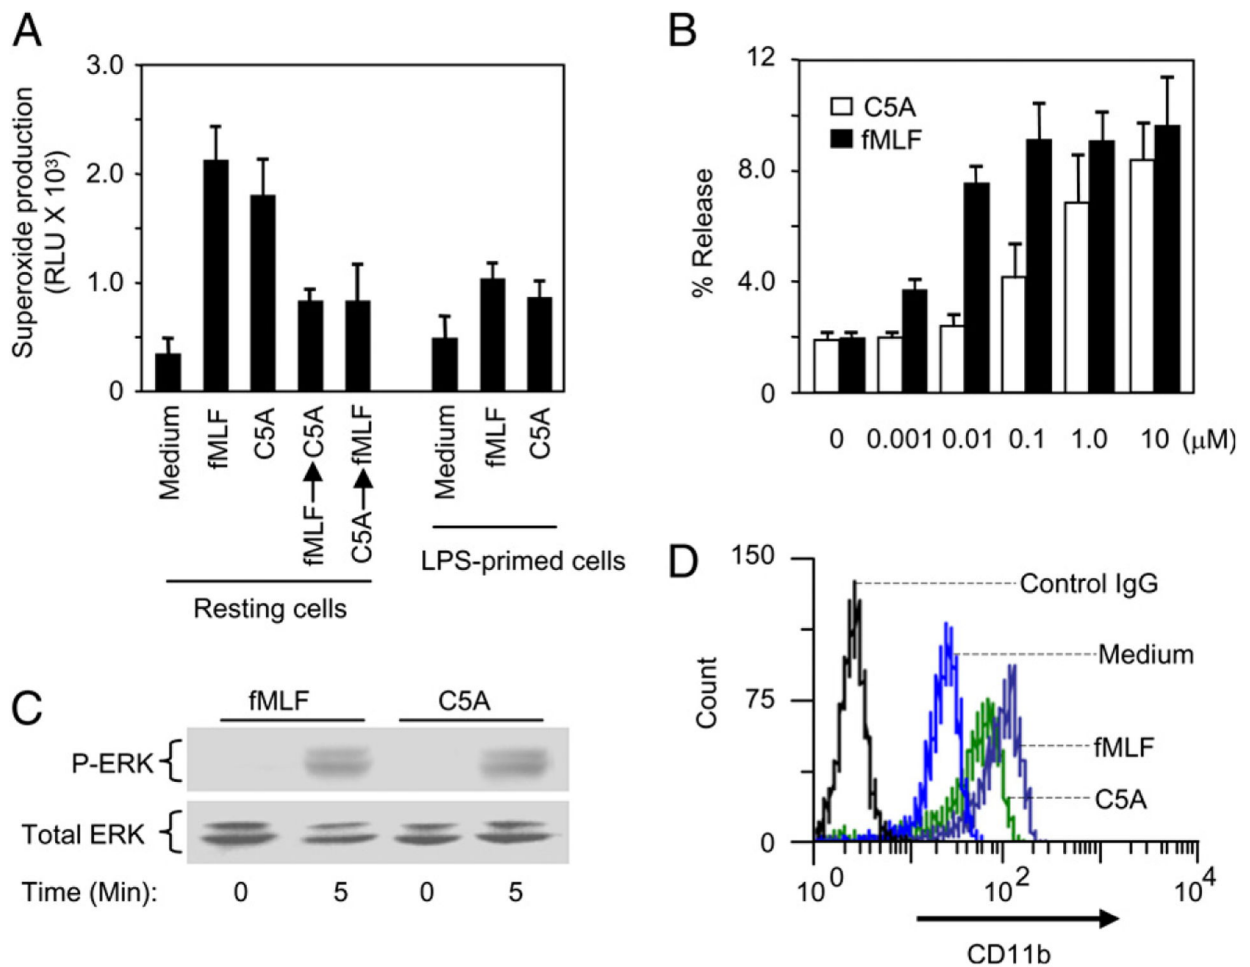 A
Superoxide production
(RLU X 10³)
3.0
2.0
1.0
0
Medium
fMLF
C5A
fMLF→C5A
C5A→fMLF
Medium
fMLF
C5A
Resting cells
LPS-primed cells
B
% Release
12
8.0
4.0
0
C5A
fMLF
0 0.001 0.01 0.1 1.0 10 (μM)
C
fMLF C5A
P-ERK
Total ERK
Time (Min): 0 5 0 5
D
Count
150
75
0
Control IgG
Medium
fMLF
C5A
10⁰ 10² 10⁴
CD11b